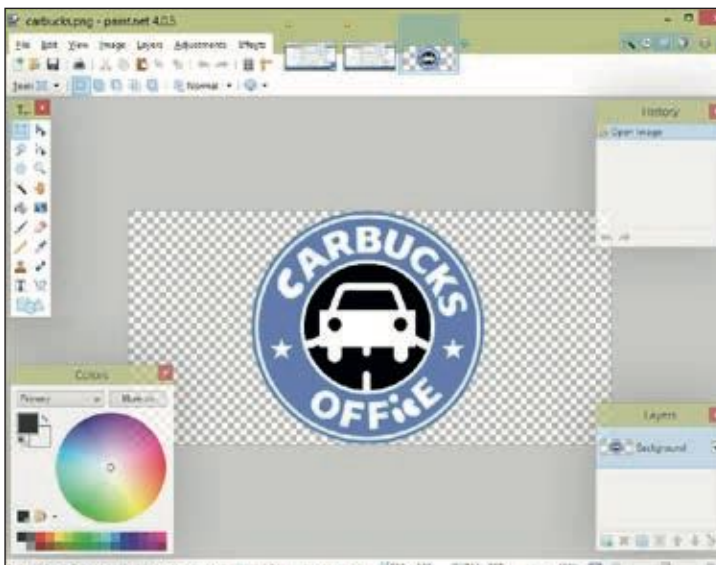 carbucks.png - paint.net 4.0.5
File Edit View Image Layers Adjustments Effects
Normal
T...
History
Open Image
CARBUCKS
OFFiCE
Colors
Primary
More >>
Layers
Background